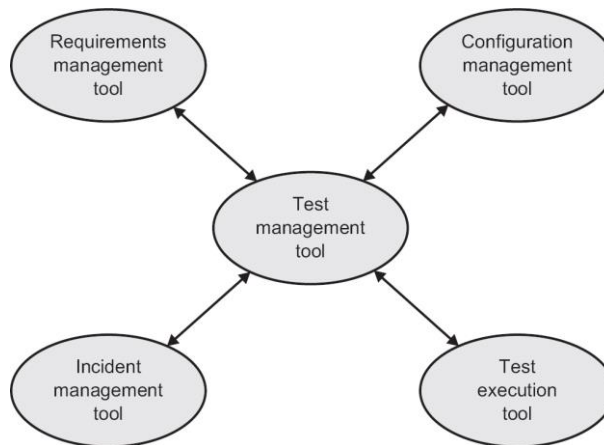 Requirements
management
tool
Configuration
management
tool
Test
management
tool
Incident
management
tool
Test
execution
tool